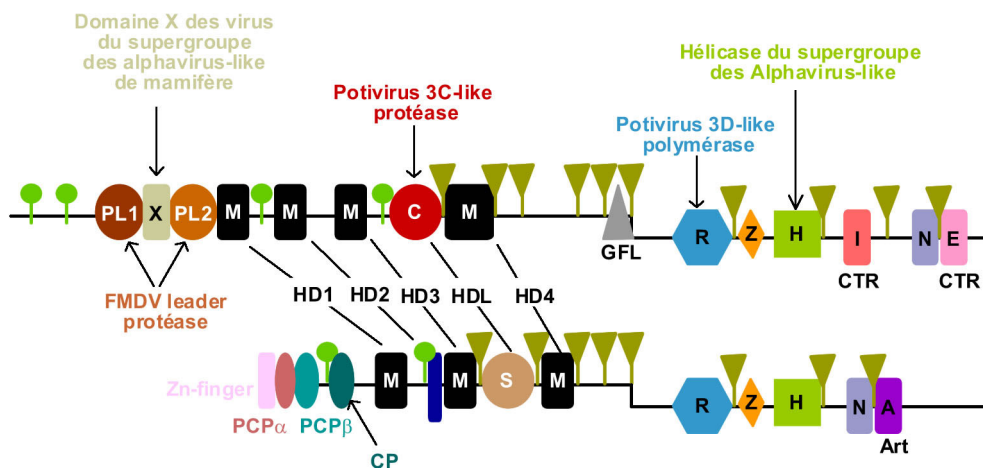 Domaine X des virus
du supergroupe
des alphavirus-like
de mamifère
Potivirus 3C-like
protéase
Hélicase du supergroupe
des Alphavirus-like
Potivirus 3D-like
polymérase
PL1 X PL2 M M M C M
GFL
R Z H I N E
CTR CTR
FMDV leader
protéase
HD1 HD2 HD3 HDL HD4
Zn-finger
M M S M
R Z H N A
PCPα PCPβ
CP
Art